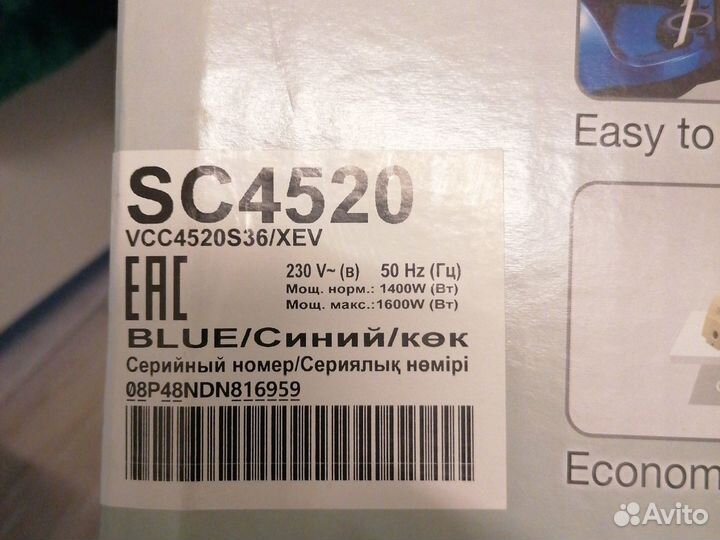 Easy to
SC4520
VCC4520S36/XEV
EAC
230 V~ (в) 50 Hz (Гц)
Мощ. норм.: 1400W (Вт)
Мощ. макс.:1600W (Вт)
BLUE/Синий/көк
Серийный номер/Сериялық нөмірі
08P48NDN816959
Econom
Avito